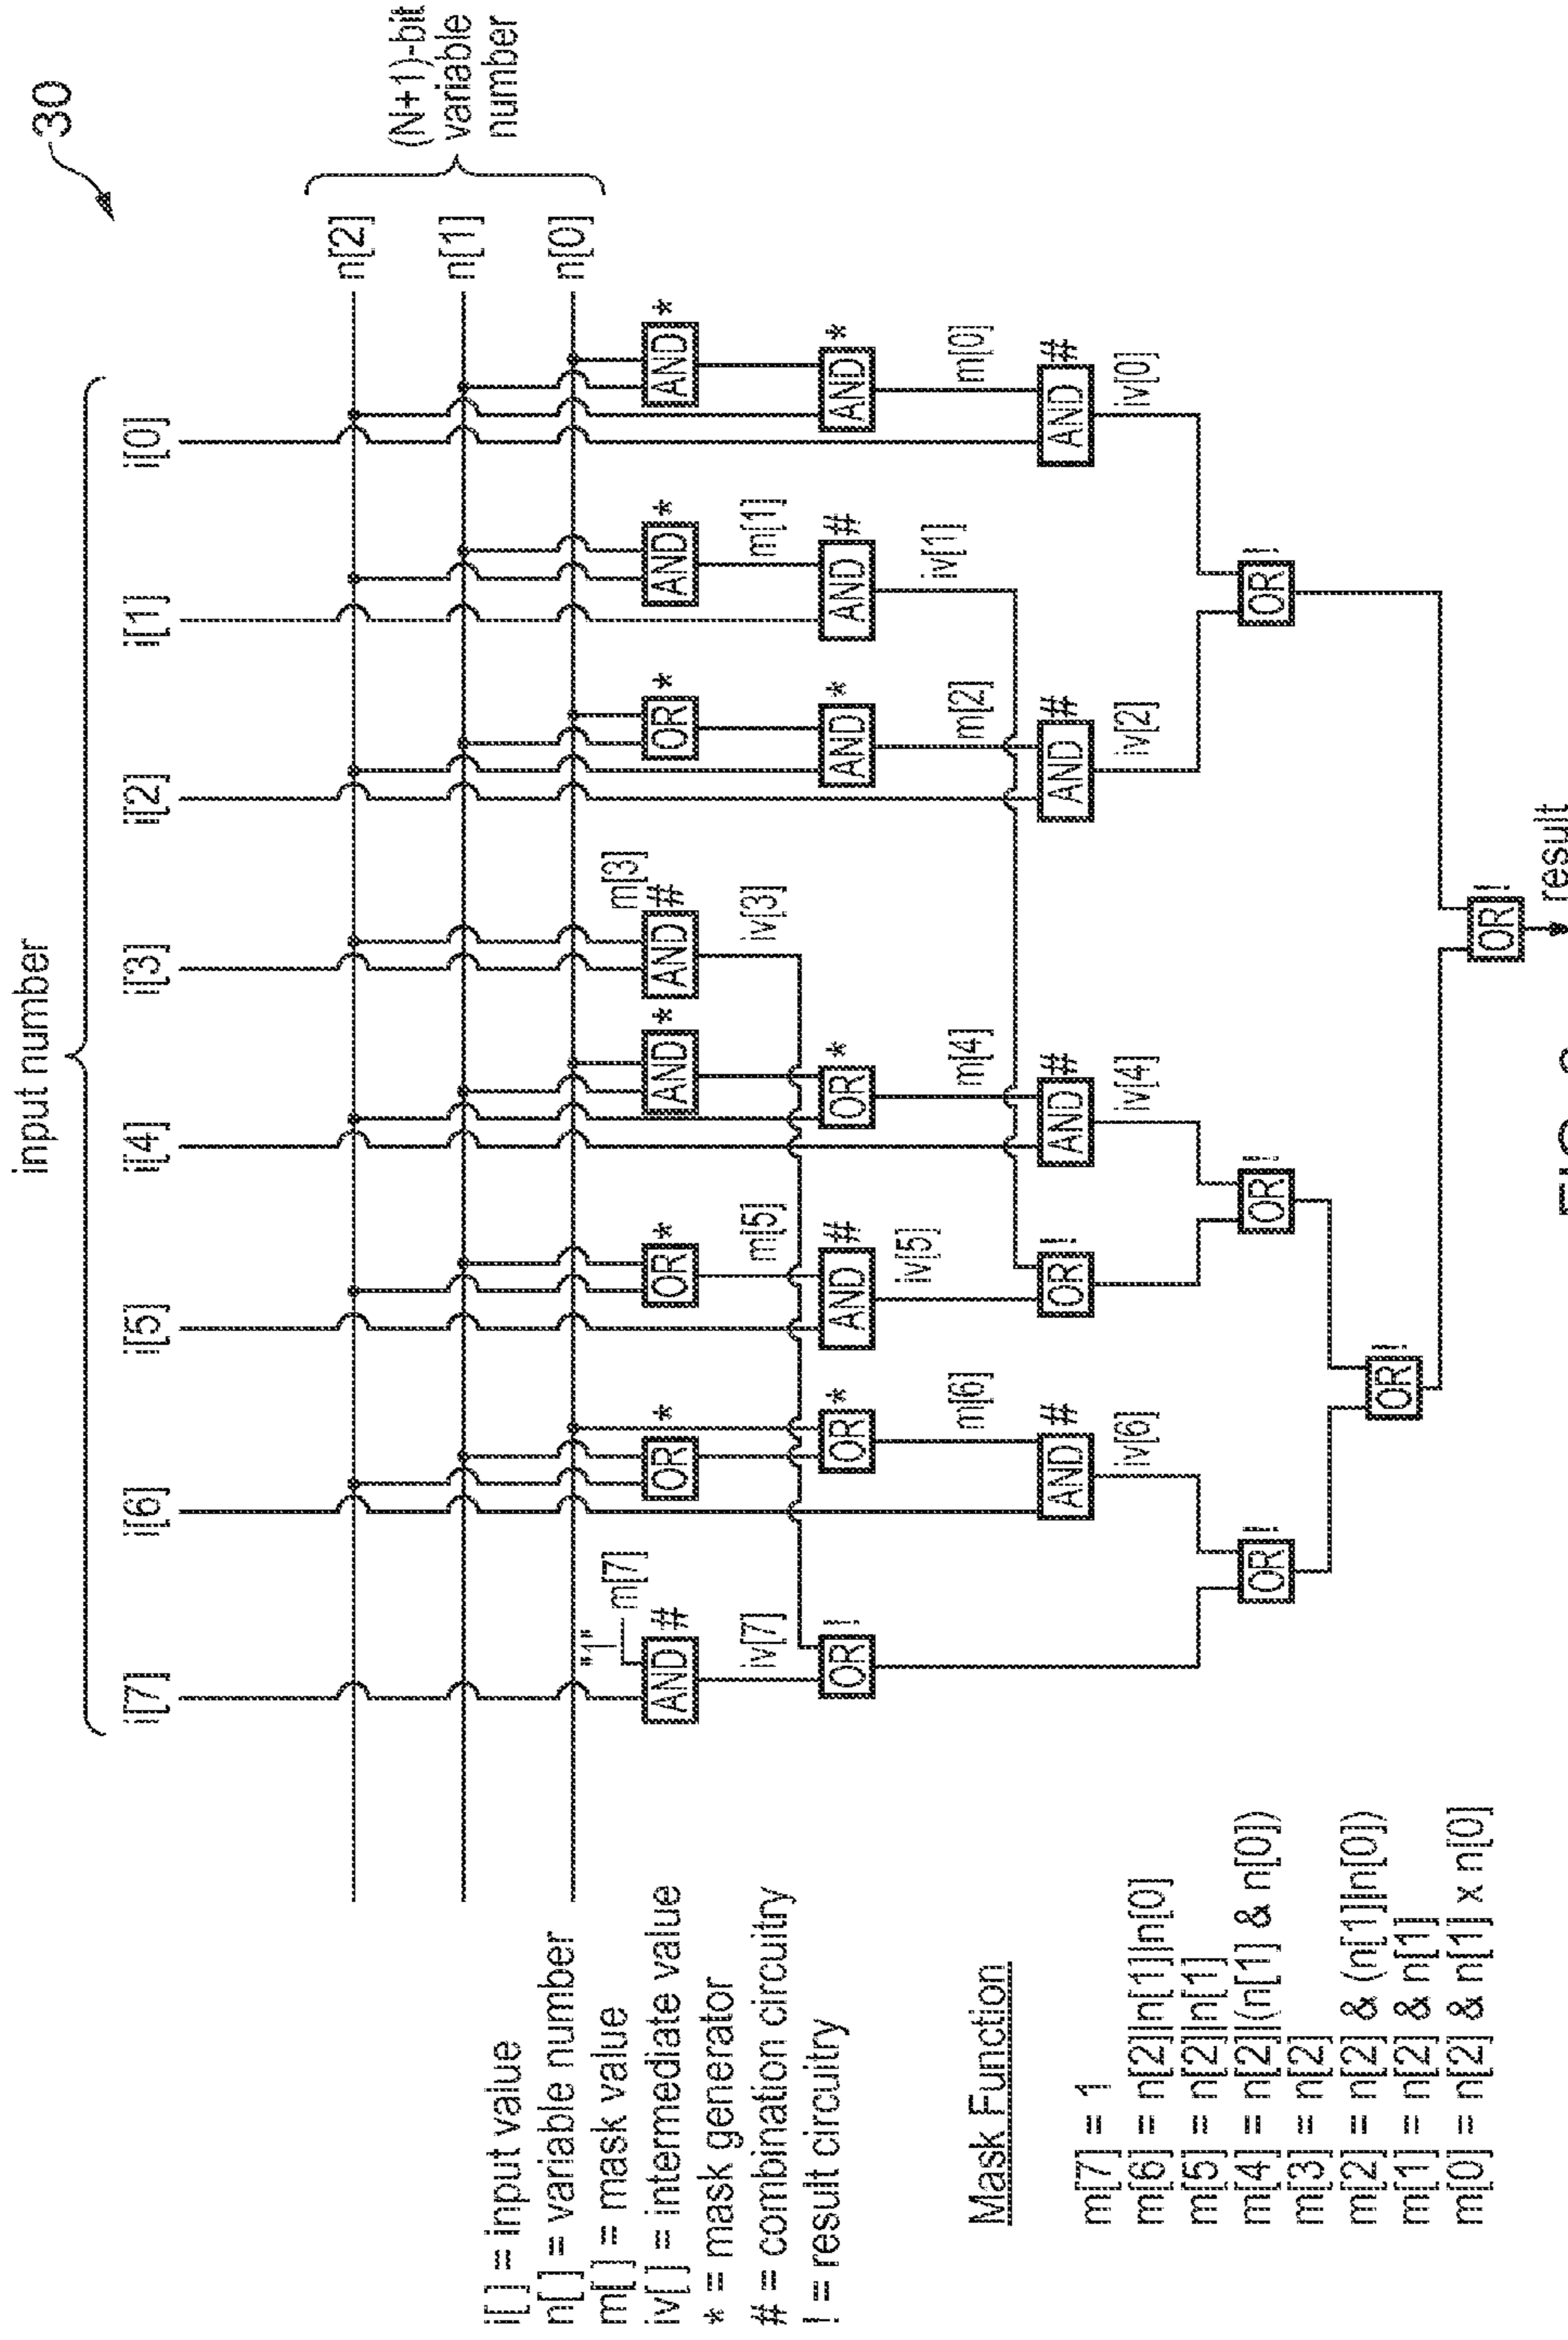 30
input number
i[7]
i[6]
i[5]
i[4]
i[3]
i[2]
i[1]
i[0]
n[2]
n[1]
n[0]
(N+1)-bit
variable
number
"1"
m[7]
m[3]
AND #
OR *
OR *
AND *
AND #
OR *
AND *
AND *
iv[7]
m[5]
iv[3]
m[1]
OR !
OR *
AND #
OR *
AND *
AND #
AND *
m[6]
iv[5]
m[4]
m[2]
iv[1]
m[0]
AND #
OR !
AND #
AND #
AND #
iv[6]
iv[4]
iv[2]
iv[0]
OR !
OR !
OR !
OR !
OR !
result
i[] = input value
n[] = variable number
m[] = mask value
iv[] = intermediate value
* = mask generator
# = combination circuitry
! = result circuitry
Mask Function
m[7] = 1
m[6] = n[2]|n[1]|n[0]
m[5] = n[2]|n[1]
m[4] = n[2]|(n[1] & n[0])
m[3] = n[2]
m[2] = n[2] & (n[1]|n[0])
m[1] = n[2] & n[1]
m[0] = n[2] & n[1] x n[0]